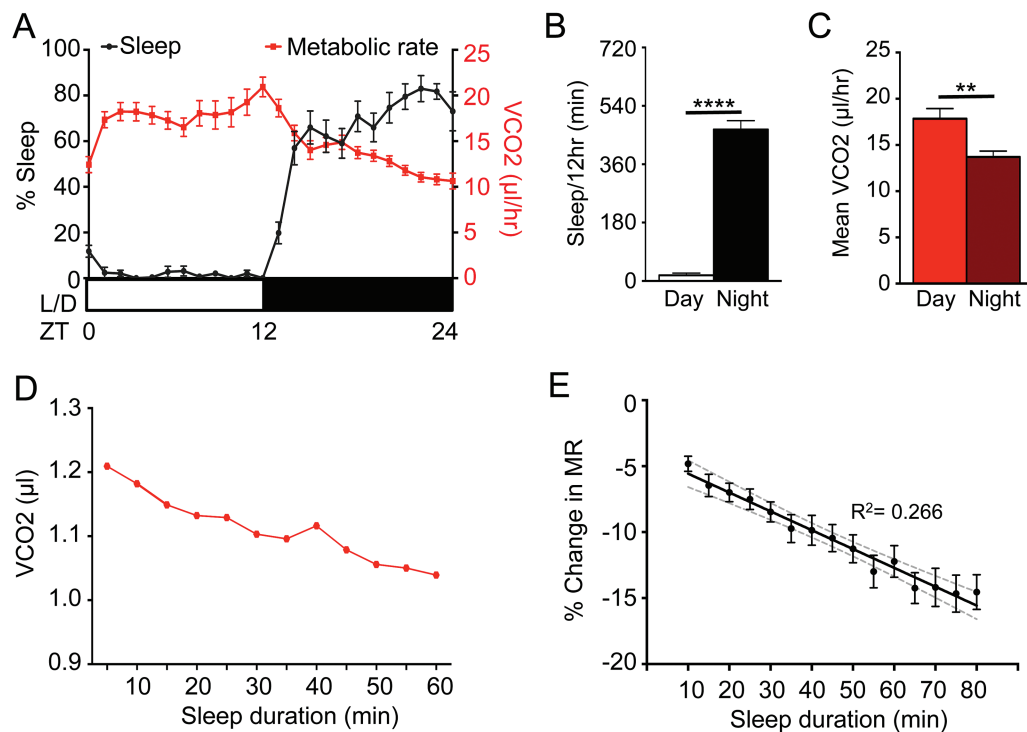 A
Sleep
Metabolic rate
% Sleep
100
80
60
40
20
0
25
20
15
10
5
0
VCO2 (µl/hr)
L/D
ZT
0
12
24
B
Sleep/12hr (min)
720
540
360
180
0
****
Day
Night
C
Mean VCO2 (µl/hr)
25
20
15
10
5
0
**
Day
Night
D
VCO2 (µl)
1.3
1.2
1.1
1.0
0.9
10 20 30 40 50 60
Sleep duration (min)
E
% Change in MR
0
-5
-10
-15
-20
R²= 0.266
10 20 30 40 50 60 70 80
Sleep duration (min)